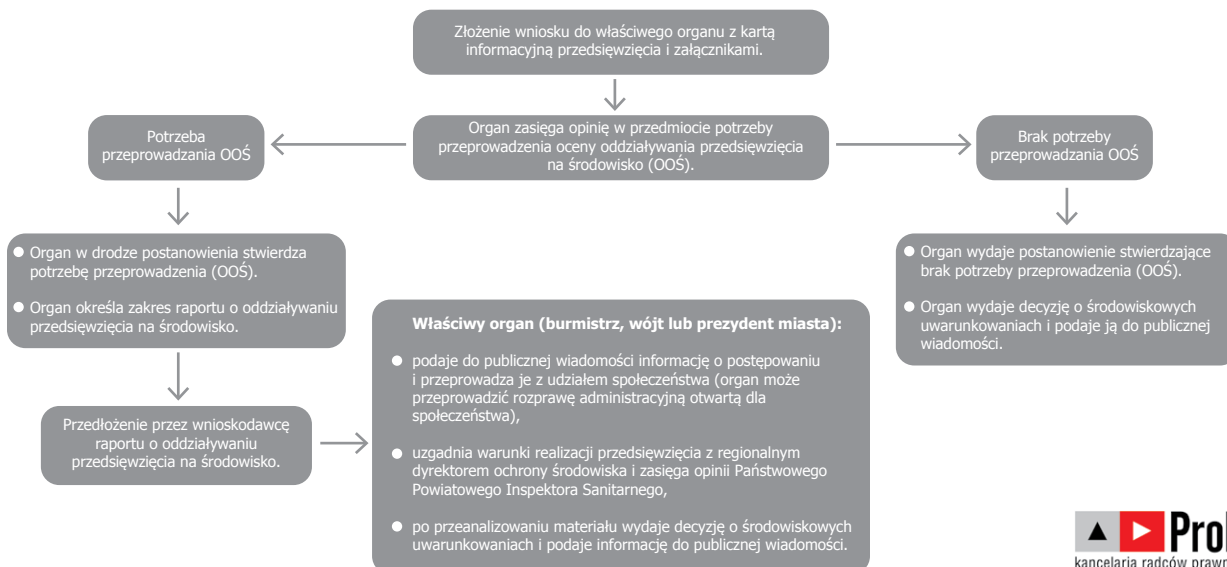 Złożenie wniosku do właściwego organu z kartą
informacyjną przedsięwzięcia i załącznikami.
Potrzeba
przeprowadzania OOŚ
Organ zasięga opinię w przedmiocie potrzeby
przeprowadzenia oceny oddziaływania przedsięwzięcia
na środowisko (OOŚ).
Brak potrzeby
przeprowadzania OOŚ
● Organ w drodze postanowienia stwierdza
potrzebę przeprowadzenia (OOŚ).
● Organ określa zakres raportu o oddziaływaniu
przedsięwzięcia na środowisko.
● Organ wydaje postanowienie stwierdzające
brak potrzeby przeprowadzenia (OOŚ).
● Organ wydaje decyzję o środowiskowych
uwarunkowaniach i podaje ją do publicznej
wiadomości.
Przedłożenie przez wnioskodawcę
raportu o oddziaływaniu
przedsięwzięcia na środowisko.
Właściwy organ (burmistrz, wójt lub prezydent miasta):
● podaje do publicznej wiadomości informację o postępowaniu
i przeprowadza je z udziałem społeczeństwa (organ może
przeprowadzić rozprawę administracyjną otwartą dla
społeczeństwa),
● uzgadnia warunki realizacji przedsięwzięcia z regionalnym
dyrektorem ochrony środowiska i zasięga opinii Państwowego
Powiatowego Inspektora Sanitarnego,
● po przeanalizowaniu materiału wydaje decyzję o środowiskowych
uwarunkowaniach i podaje informację do publicznej wiadomości.
kancelaria radców